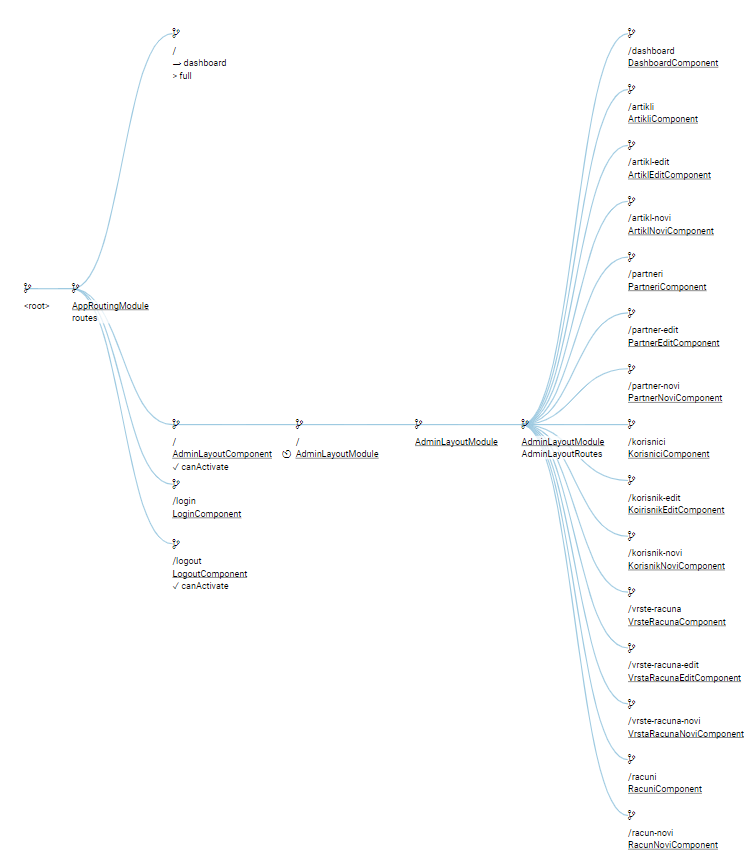 <root>
AppRoutingModule
routes
/
→ dashboard
> full
/
AdminLayoutComponent
✓ canActivate
/login
LoginComponent
/logout
LogoutComponent
✓ canActivate
/
AdminLayoutModule
AdminLayoutModule
AdminLayoutModule
AdminLayoutRoutes
/dashboard
DashboardComponent
/artikli
ArtikliComponent
/artikl-edit
ArtiklEditComponent
/artikl-novi
ArtiklNoviComponent
/partneri
PartneriComponent
/partner-edit
PartnerEditComponent
/partner-novi
PartnerNoviComponent
/korisnici
KorisniciComponent
/korisnik-edit
KoirisnikEditComponent
/korisnik-novi
KorisnikNoviComponent
/vrste-racuna
VrsteRacunaComponent
/vrste-racuna-edit
VrstaRacunaEditComponent
/vrste-racuna-novi
VrstaRacunaNoviComponent
/racuni
RacuniComponent
/racun-novi
RacunNoviComponent